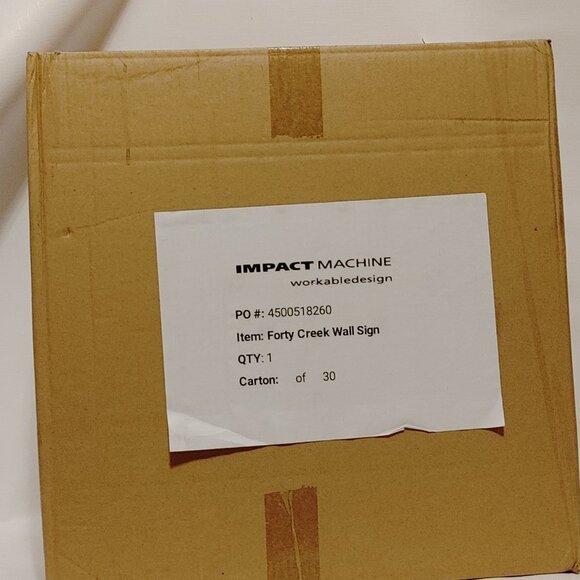 IMPACT MACHINE
workabledesign
PO #: 4500518260
Item: Forty Creek Wall Sign
QTY: 1
Carton: of 30